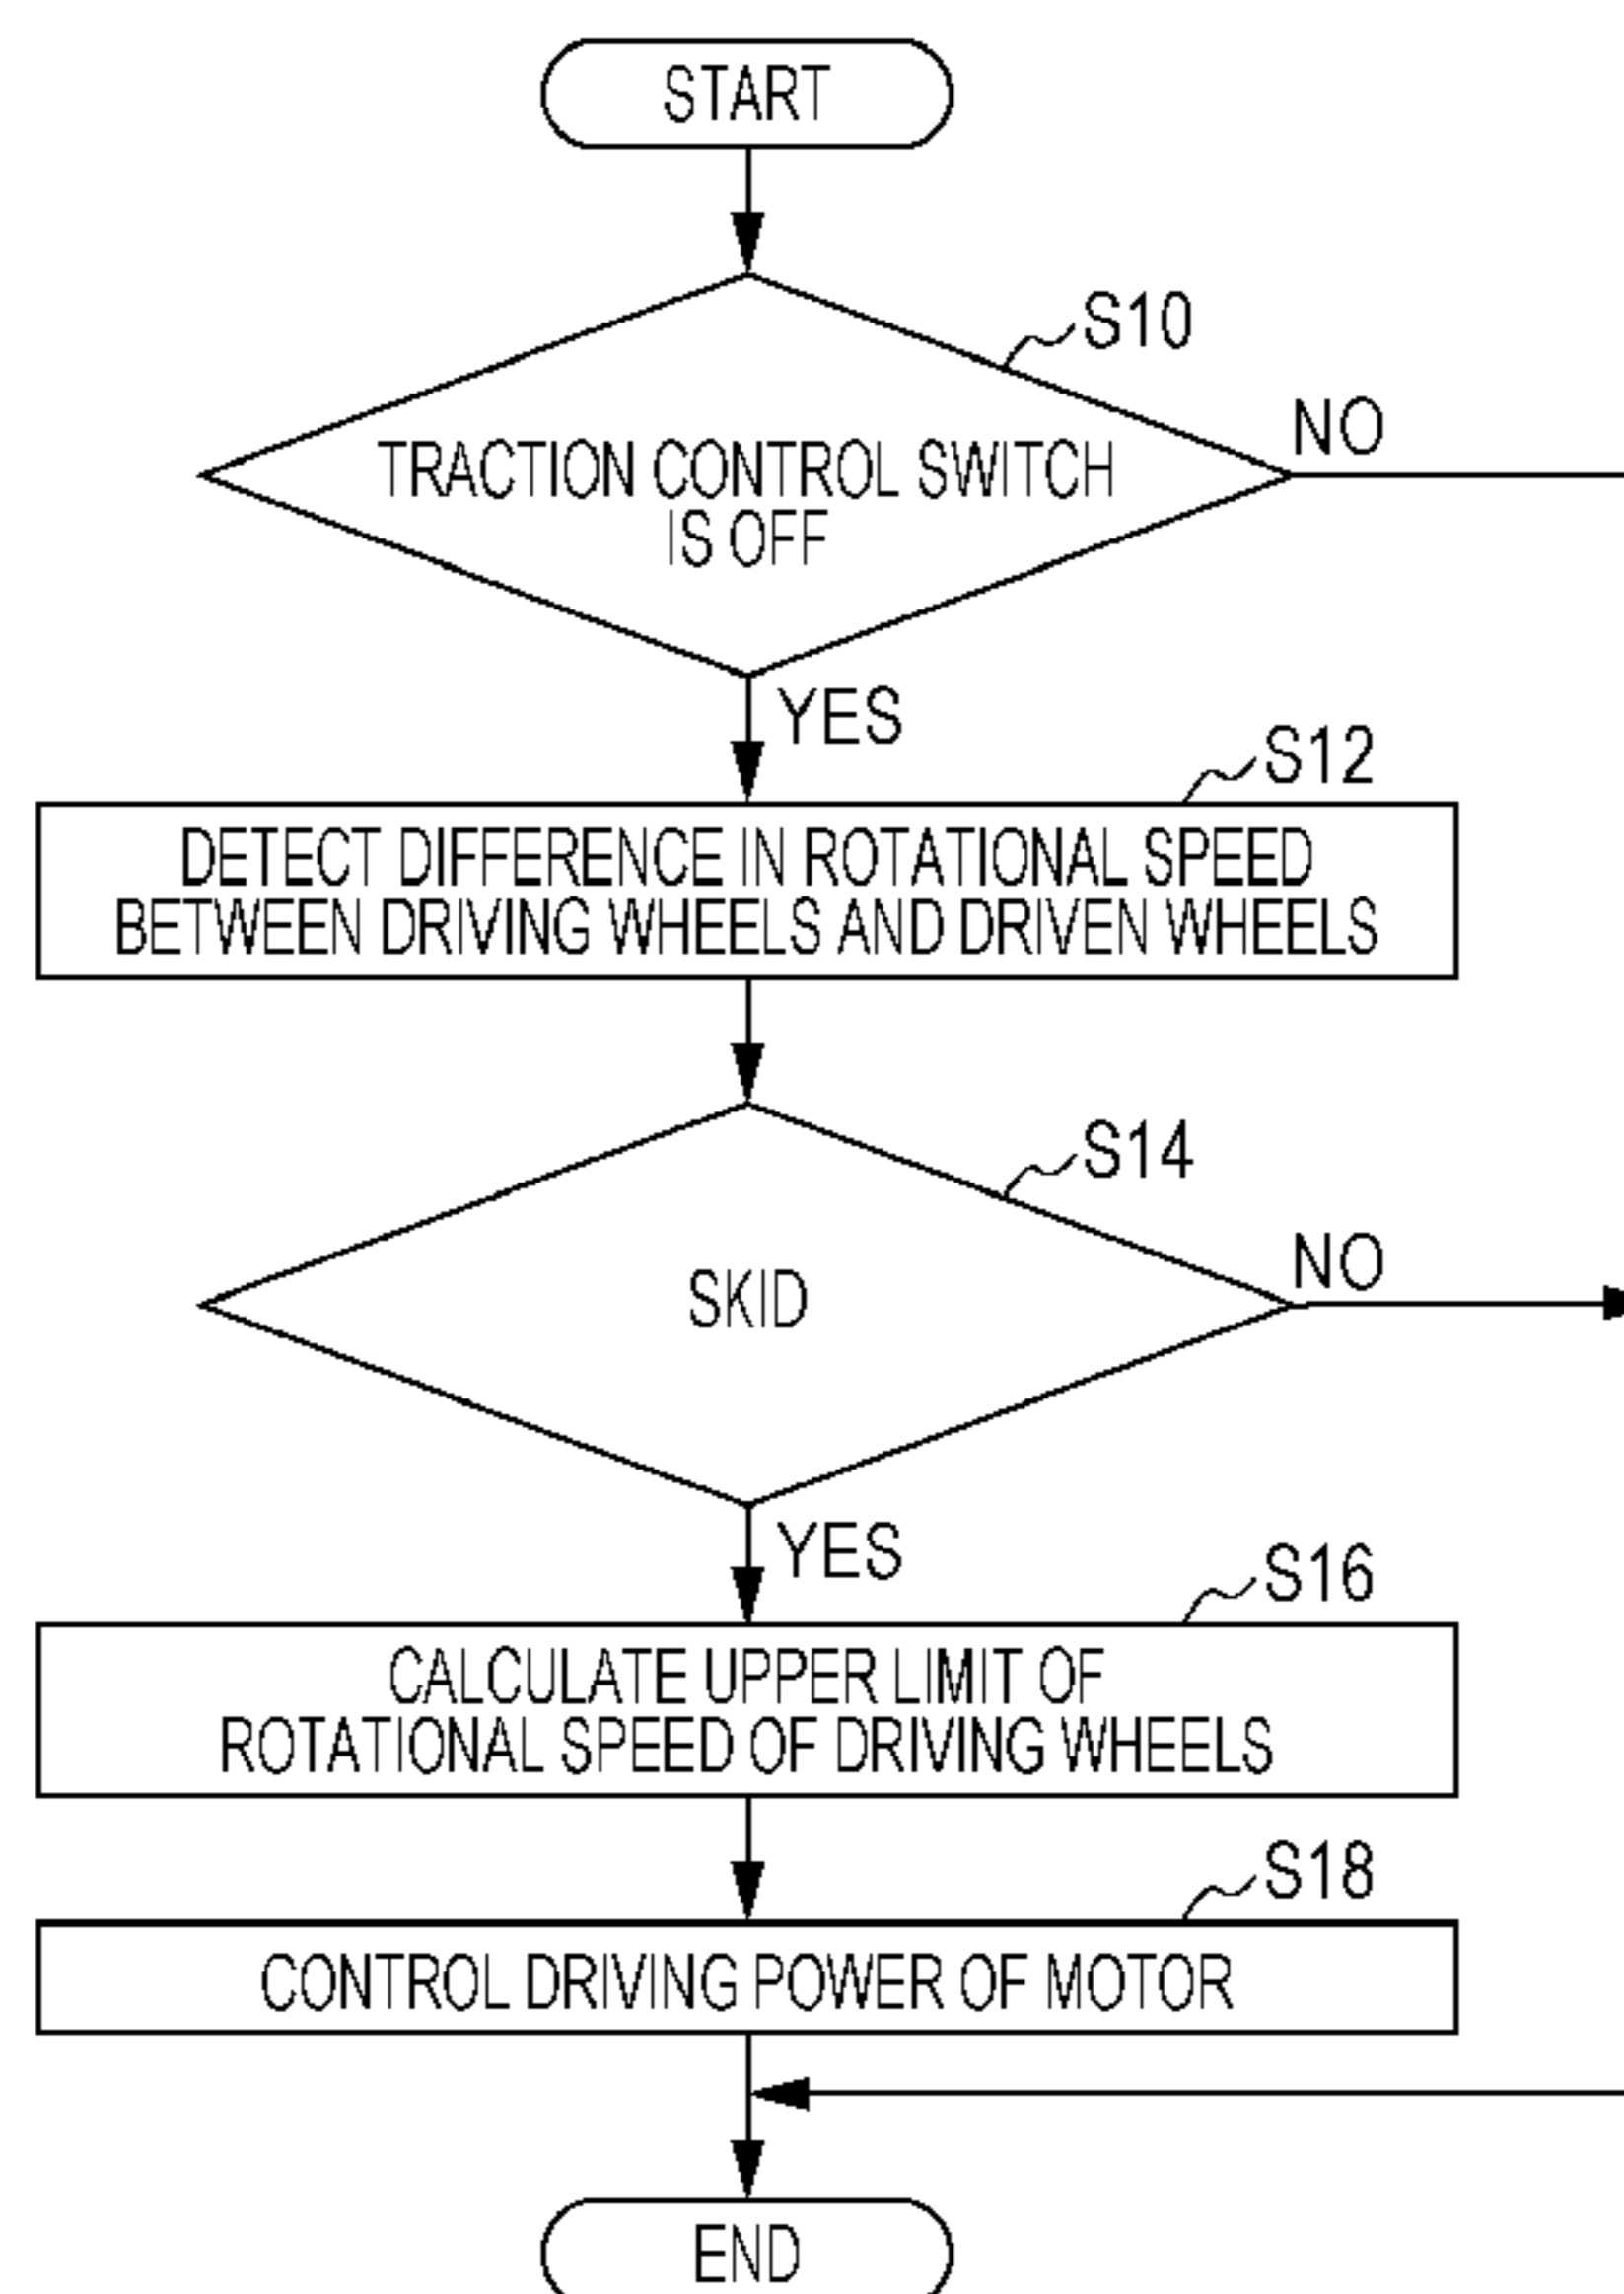 START
S10
NO
TRACTION CONTROL SWITCH
IS OFF
YES
S12
DETECT DIFFERENCE IN ROTATIONAL SPEED
BETWEEN DRIVING WHEELS AND DRIVEN WHEELS
S14
NO
SKID
YES
S16
CALCULATE UPPER LIMIT OF
ROTATIONAL SPEED OF DRIVING WHEELS
S18
CONTROL DRIVING POWER OF MOTOR
END